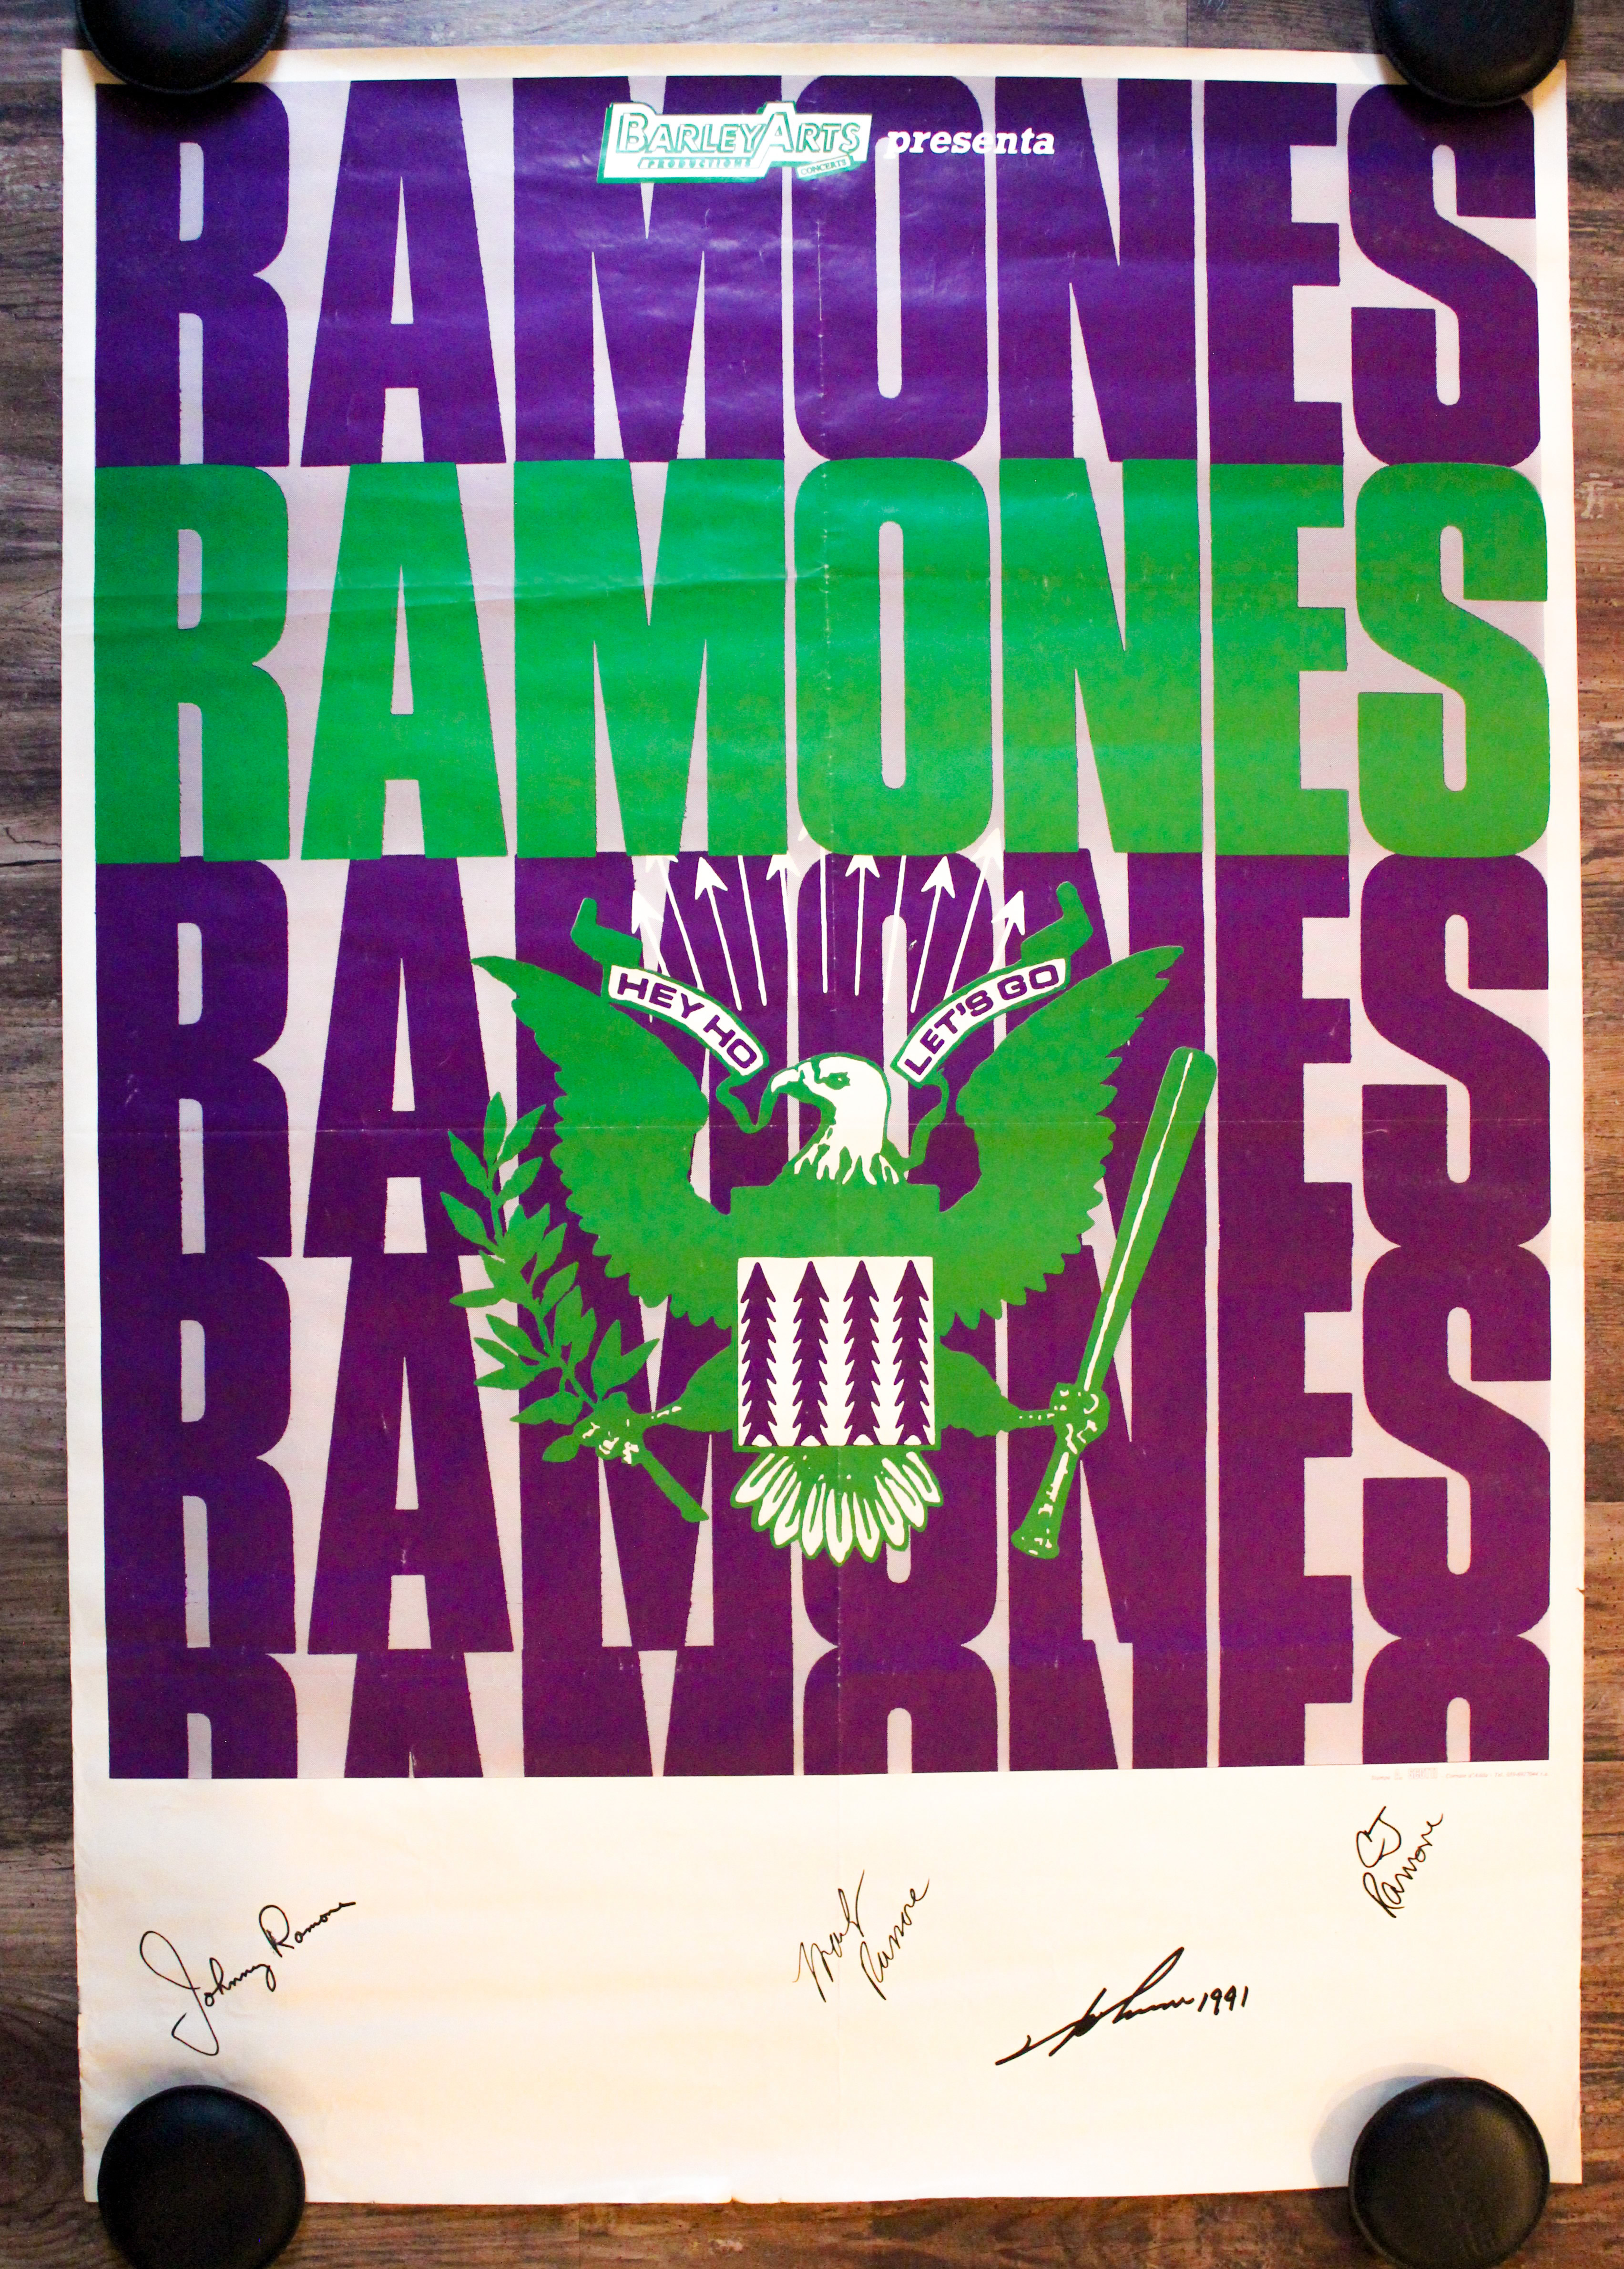 BARLEY ARTS presenta
PRODUCTIONS
CONCERTS
RAMONES
RAMONES
HEY HO LET'S GO
RAMONES
RAMONES
RAMONES
CJ
Ramone
Johnny Ramone
Mark
Ramone
1991